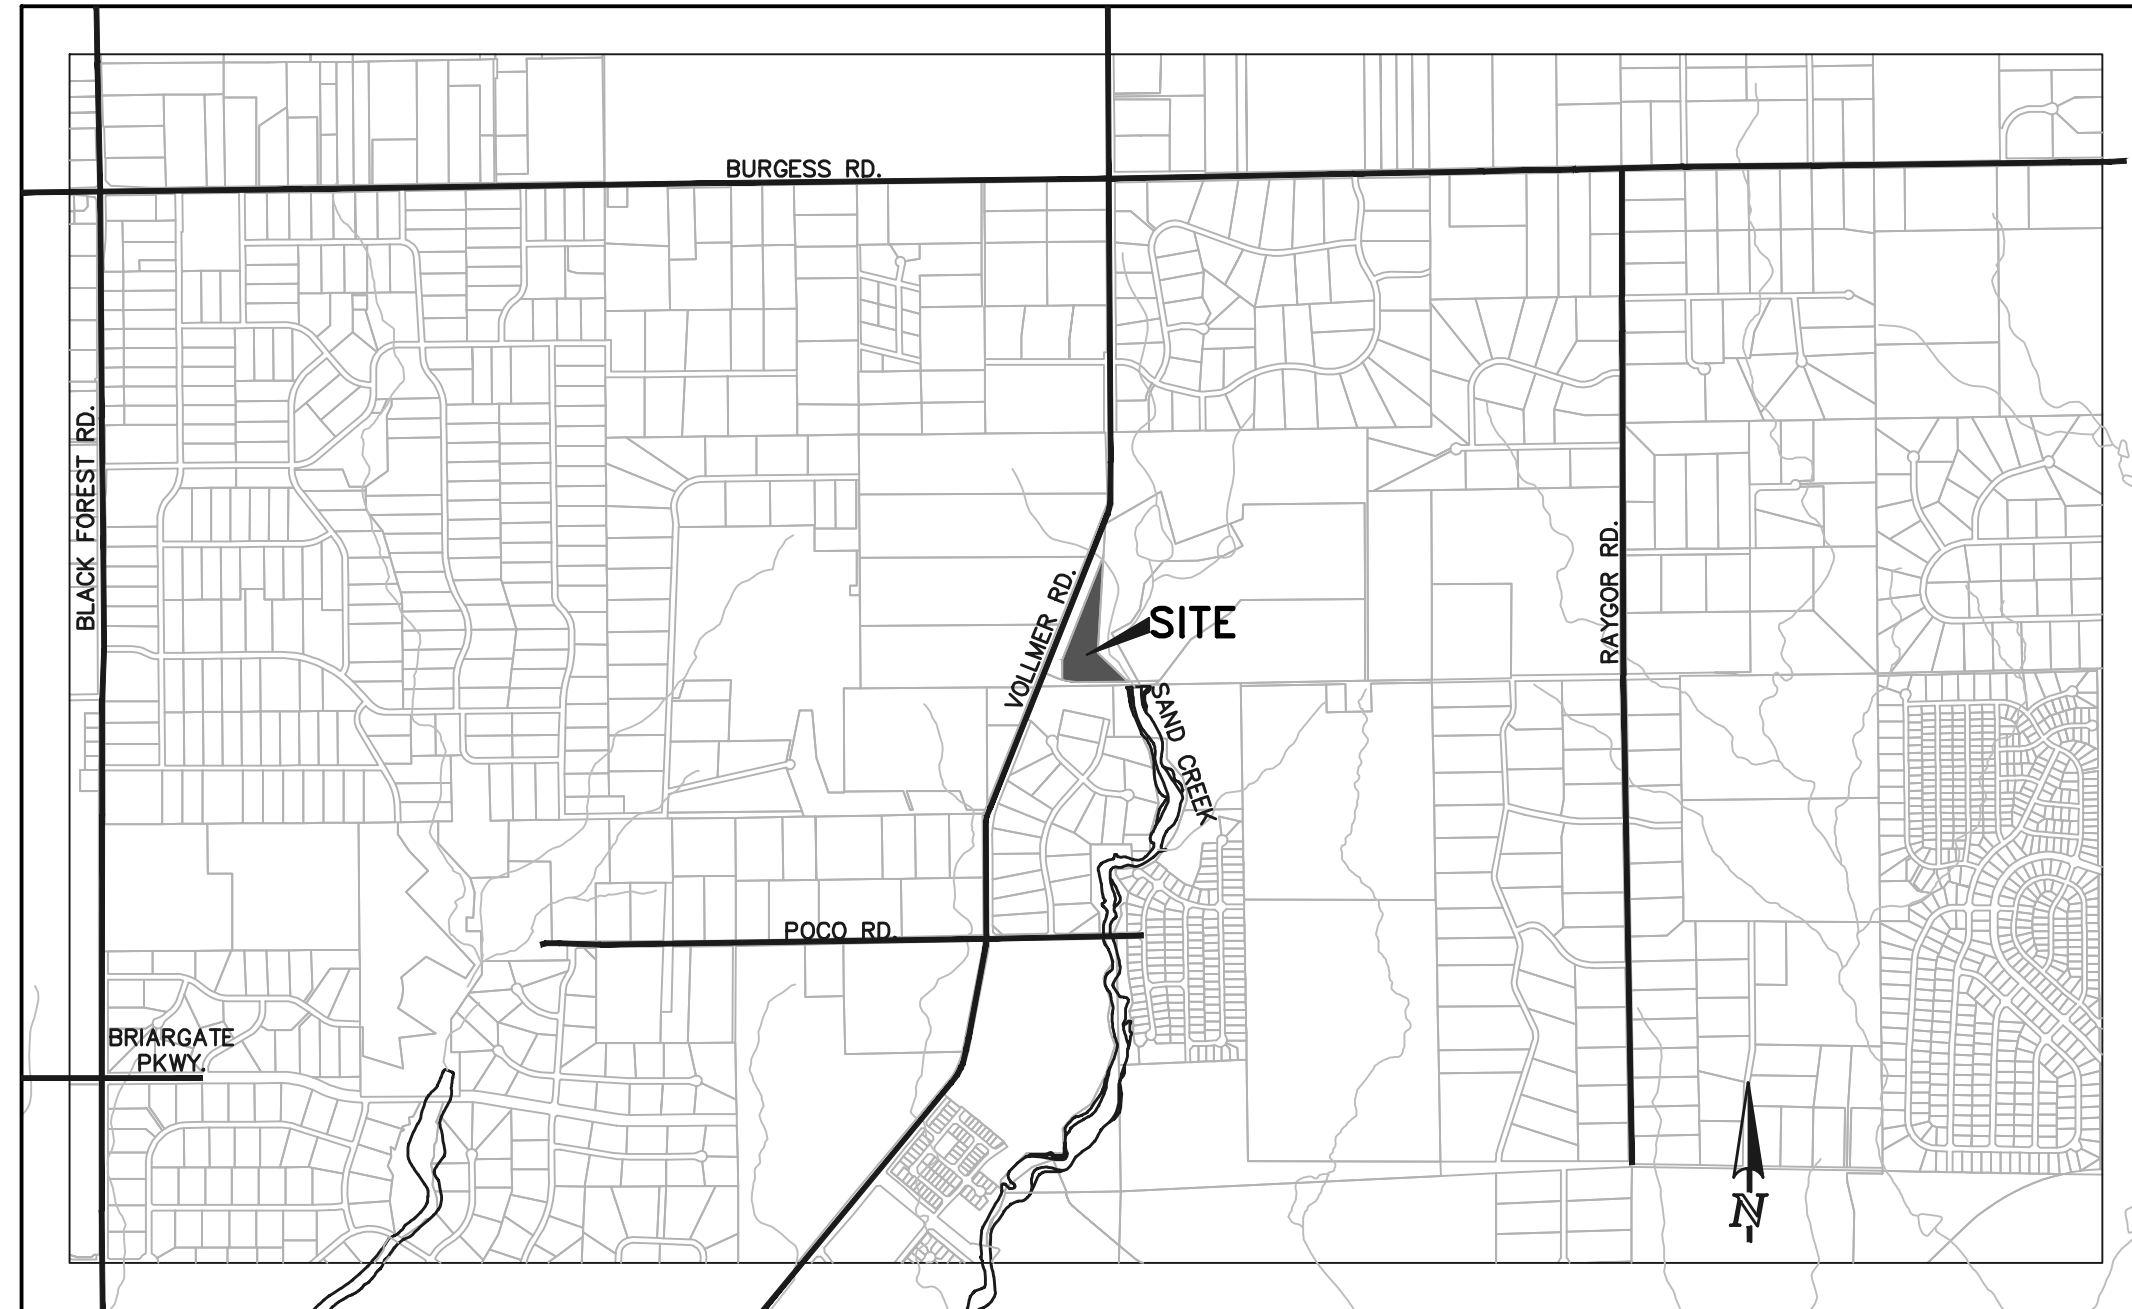 BURGESS RD.
BLACK FOREST RD.
VOLLMER RD.
SITE
RAYGOR RD.
SAND CREEK
POCO RD.
BRIARGATE
PKWY.
N